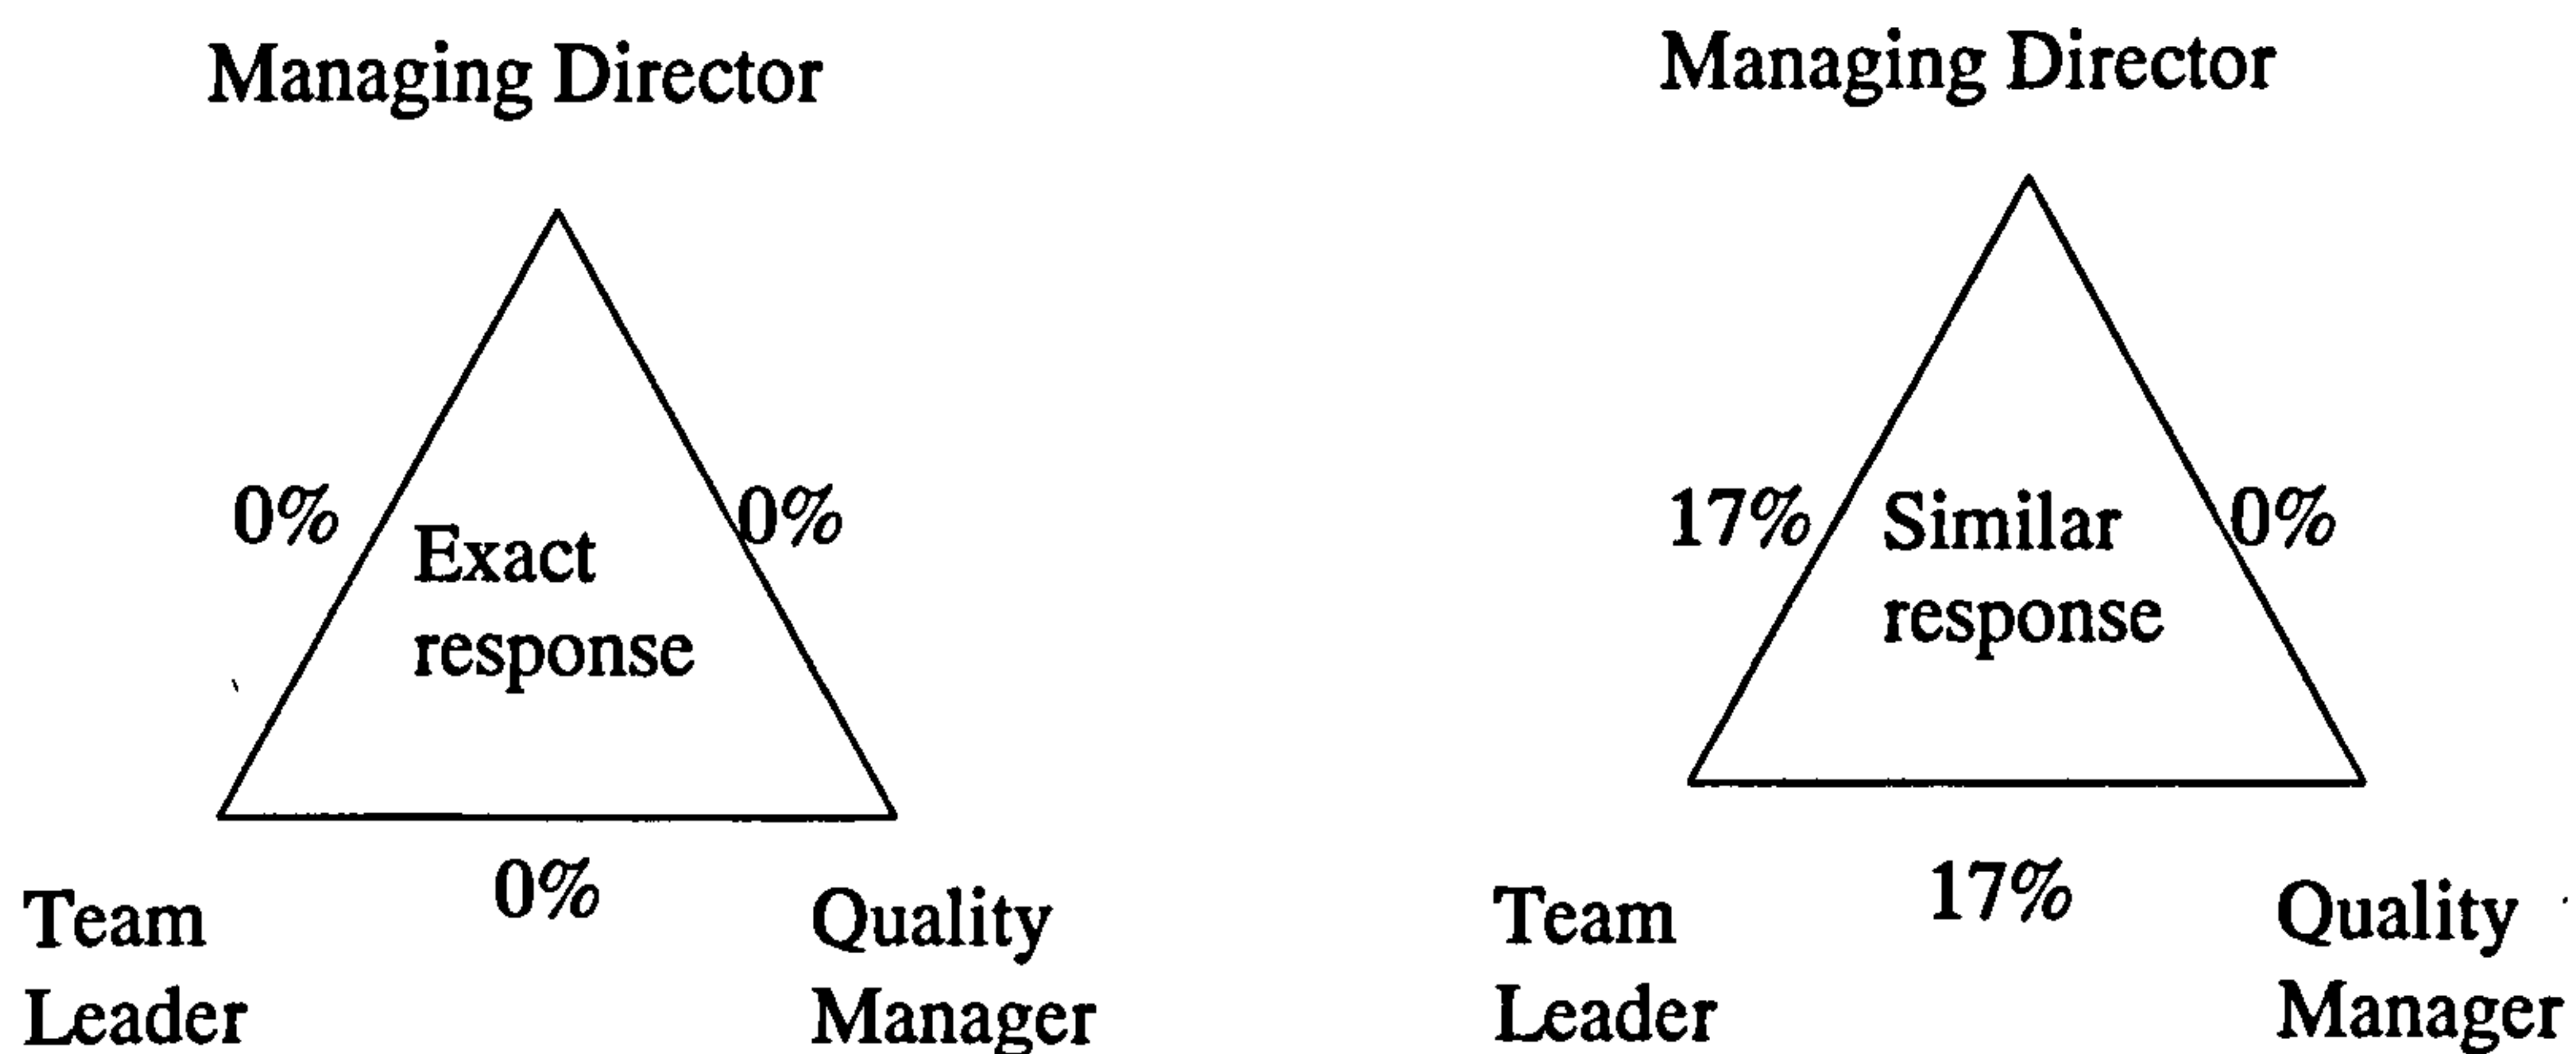 Managing Director
0%
0%
Exact
response
0%
Team
Leader
Quality
Manager
Managing Director
17%
Similar
response
0%
17%
Team
Leader
Quality
Manager